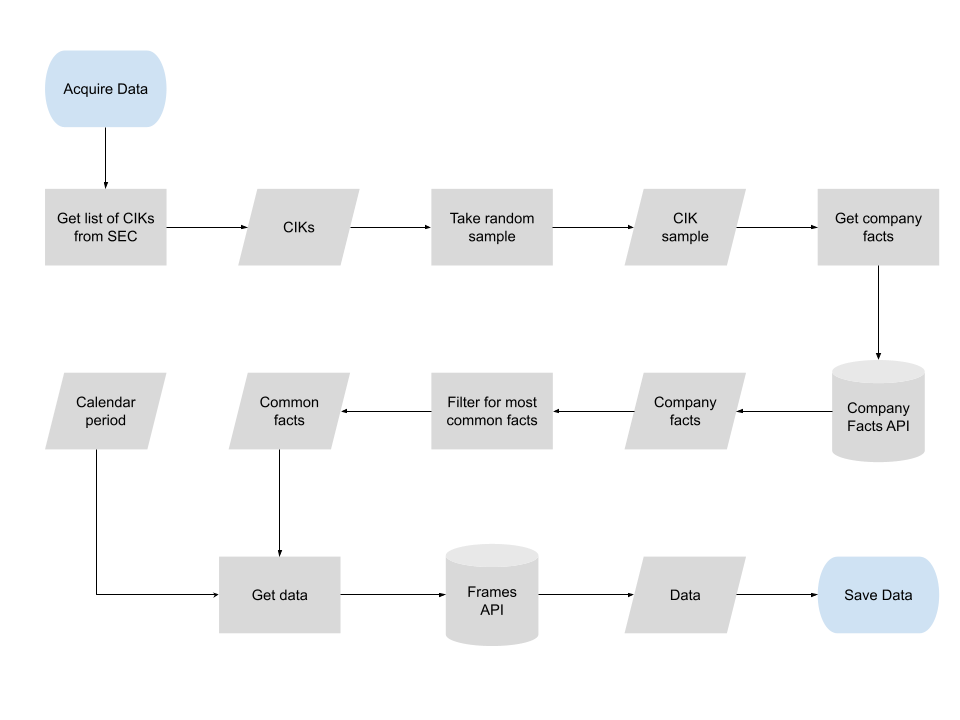 Acquire Data
Get list of CIKs
from SEC
CIKs
Take random
sample
CIK
sample
Get company
facts
Calendar
period
Common
facts
Filter for most
common facts
Company
facts
Company
Facts API
Get data
Frames
API
Data
Save Data